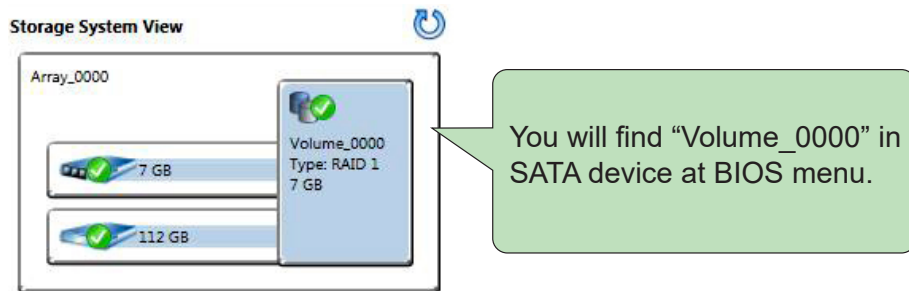 Storage System View
Array_0000
Volume_0000
Type: RAID 1
7 GB
7 GB
112 GB
You will find “Volume_0000” in
SATA device at BIOS menu.